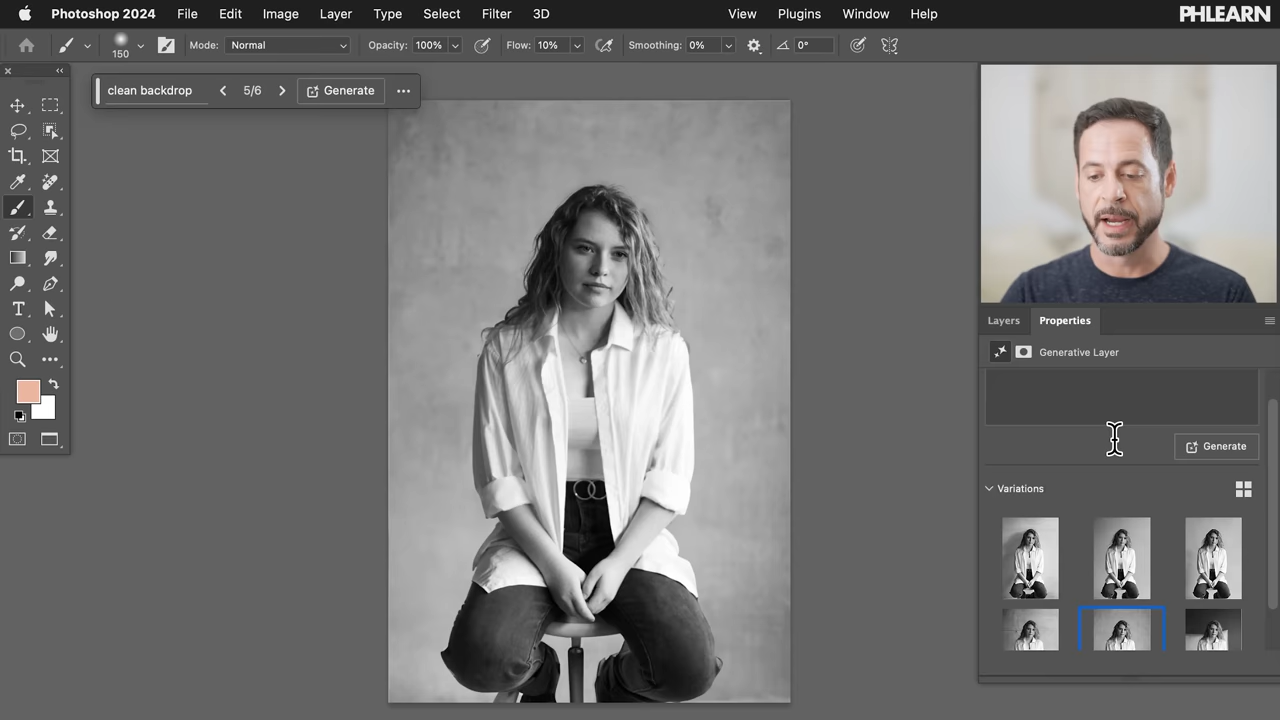 Photoshop 2024 File Edit Image Layer Type Select Filter 3D View Plugins Window Help PHLEARN
150 Mode: Normal Opacity: 100% Flow: 10% Smoothing: 0% 0°
clean backdrop 5/6 Generate
Layers Properties
Generative Layer
Generate
Variations